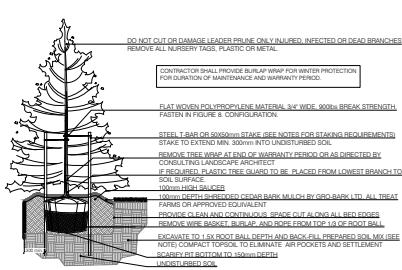 DO NOT CUT OR DAMAGE LEADER PRUNE ONLY INJURED, INFECTED OR DEAD BRANCHES
REMOVE ALL NURSERY TAGS, PLASTIC OR METAL.
CONTRACTOR SHALL PROVIDE BURLAP WRAP FOR WINTER PROTECTION
FOR DURATION OF MAINTENANCE AND WARRANTY PERIOD.
FLAT WOVEN POLYPROPYLENE MATERIAL 3/4" WIDE, 900lbs BREAK STRENGTH,
FASTEN IN FIGURE 8. CONFIGURATION.
STEEL T-BAR OR 50X50mm STAKE (SEE NOTES FOR STAKING REQUIREMENTS)
STAKE TO EXTEND MIN. 300mm INTO UNDISTURBED SOIL
REMOVE TREE WRAP AT END OF WARRANTY PERIOD OR AS DIRECTED BY
CONSULTING LANDSCAPE ARCHITECT
IF REQUIRED, PLASTIC TREE GUARD TO BE PLACED FROM LOWEST BRANCH TO
SOIL SURFACE.
100mm HIGH SAUCER
100mm DEPTH SHREDDED CEDAR BARK MULCH BY GRO-BARK LTD. ALL TREAT
FARMS OR APPROVED EQUIVALENT
PROVIDE CLEAN AND CONTINUOUS SPADE CUT ALONG ALL BED EDGES
REMOVE WIRE BASKET, BURLAP, AND ROPE FROM TOP 1/3 OF ROOT BALL.
EXCAVATE TO 1.5X ROOT BALL DEPTH AND BACK-FILL PREPARED SOIL MIX (SEE
NOTE) COMPACT TOPSOIL TO ELIMINATE AIR POCKETS AND SETTLEMENT
SCARIFY PIT BOTTOM TO 150mm DEPTH
UNDISTURBED SOIL